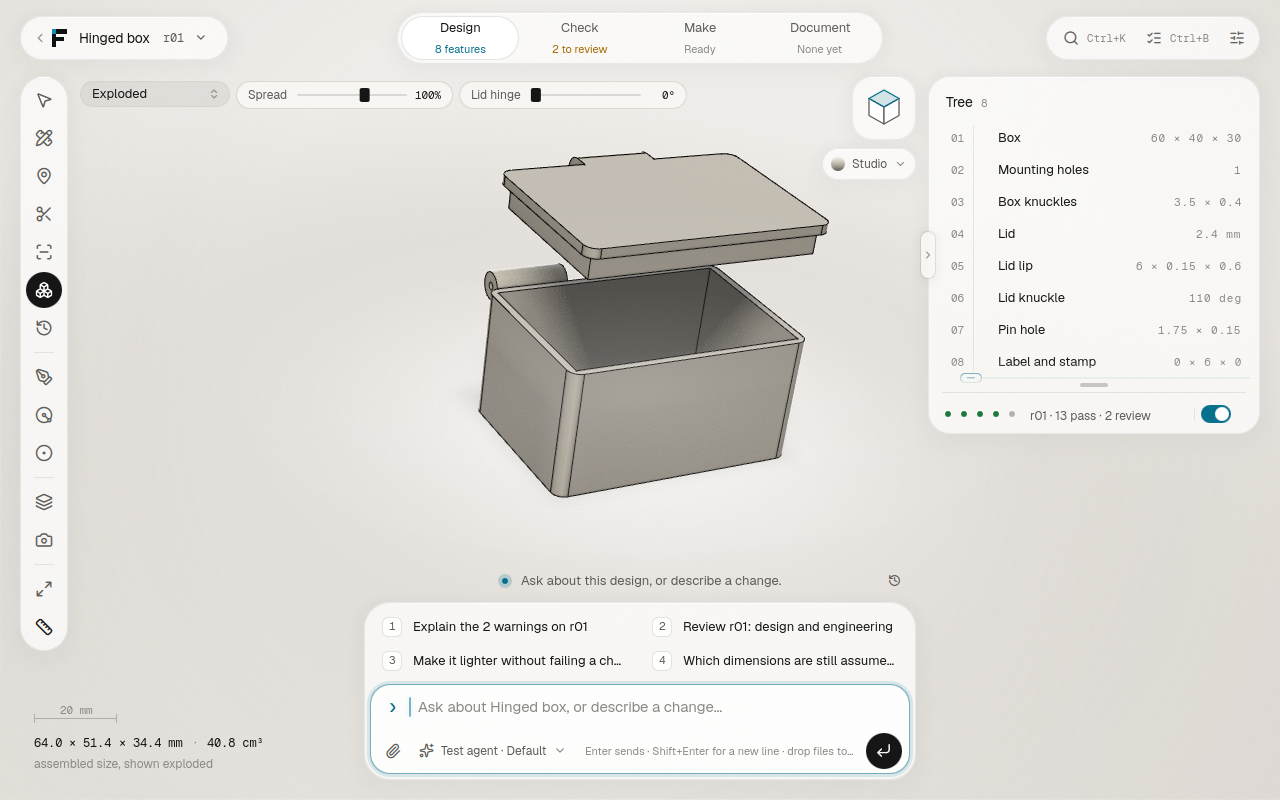 Hinged box r01
Design
8 features
Check
2 to review
Make
Ready
Document
None yet
Ctrl+K
Ctrl+B
Exploded
Spread 100%
Lid hinge 0°
Studio
Tree 8
01 Box 60 × 40 × 30
02 Mounting holes 1
03 Box knuckles 3.5 × 0.4
04 Lid 2.4 mm
05 Lid lip 6 × 0.15 × 0.6
06 Lid knuckle 110 deg
07 Pin hole 1.75 × 0.15
08 Label and stamp 0 × 6 × 0
r01 · 13 pass · 2 review
Ask about this design, or describe a change.
1 Explain the 2 warnings on r01
2 Review r01: design and engineering
3 Make it lighter without failing a ch…
4 Which dimensions are still assume…
Ask about Hinged box, or describe a change…
Test agent · Default
Enter sends · Shift+Enter for a new line · drop files to…
20 mm
64.0 × 51.4 × 34.4 mm · 40.8 cm³
assembled size, shown exploded